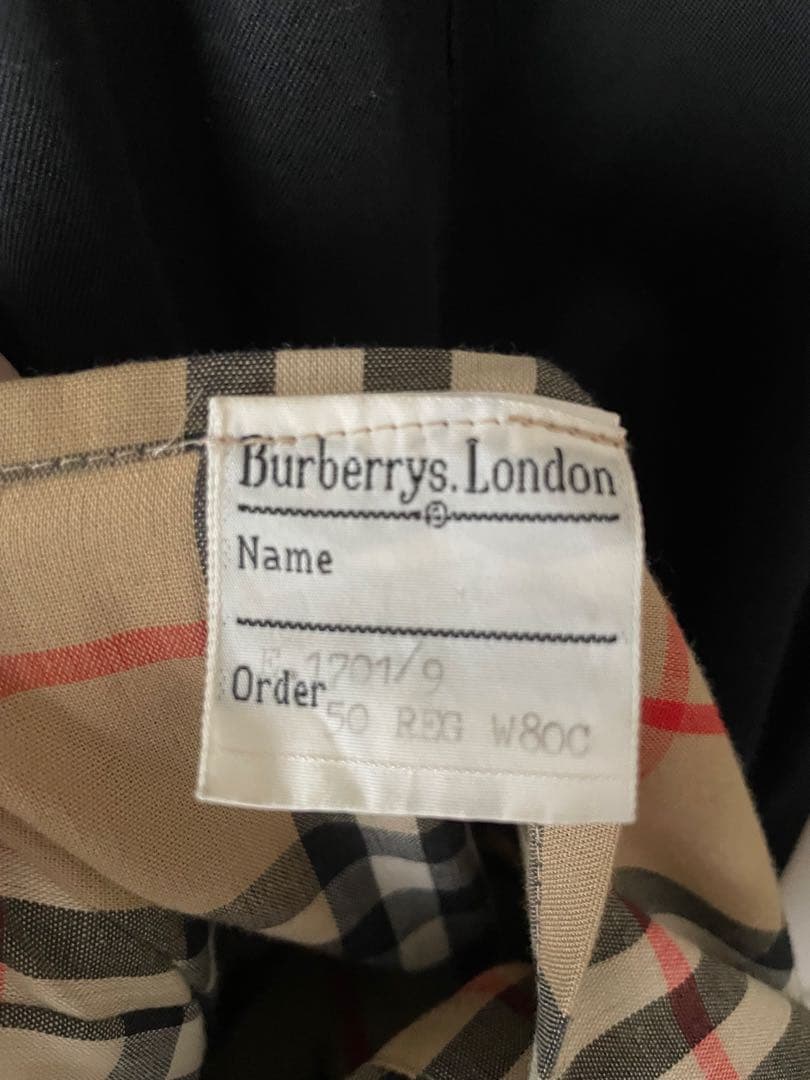 Burberrys. London
Name
E 1701/9
Order
50 REG W80C